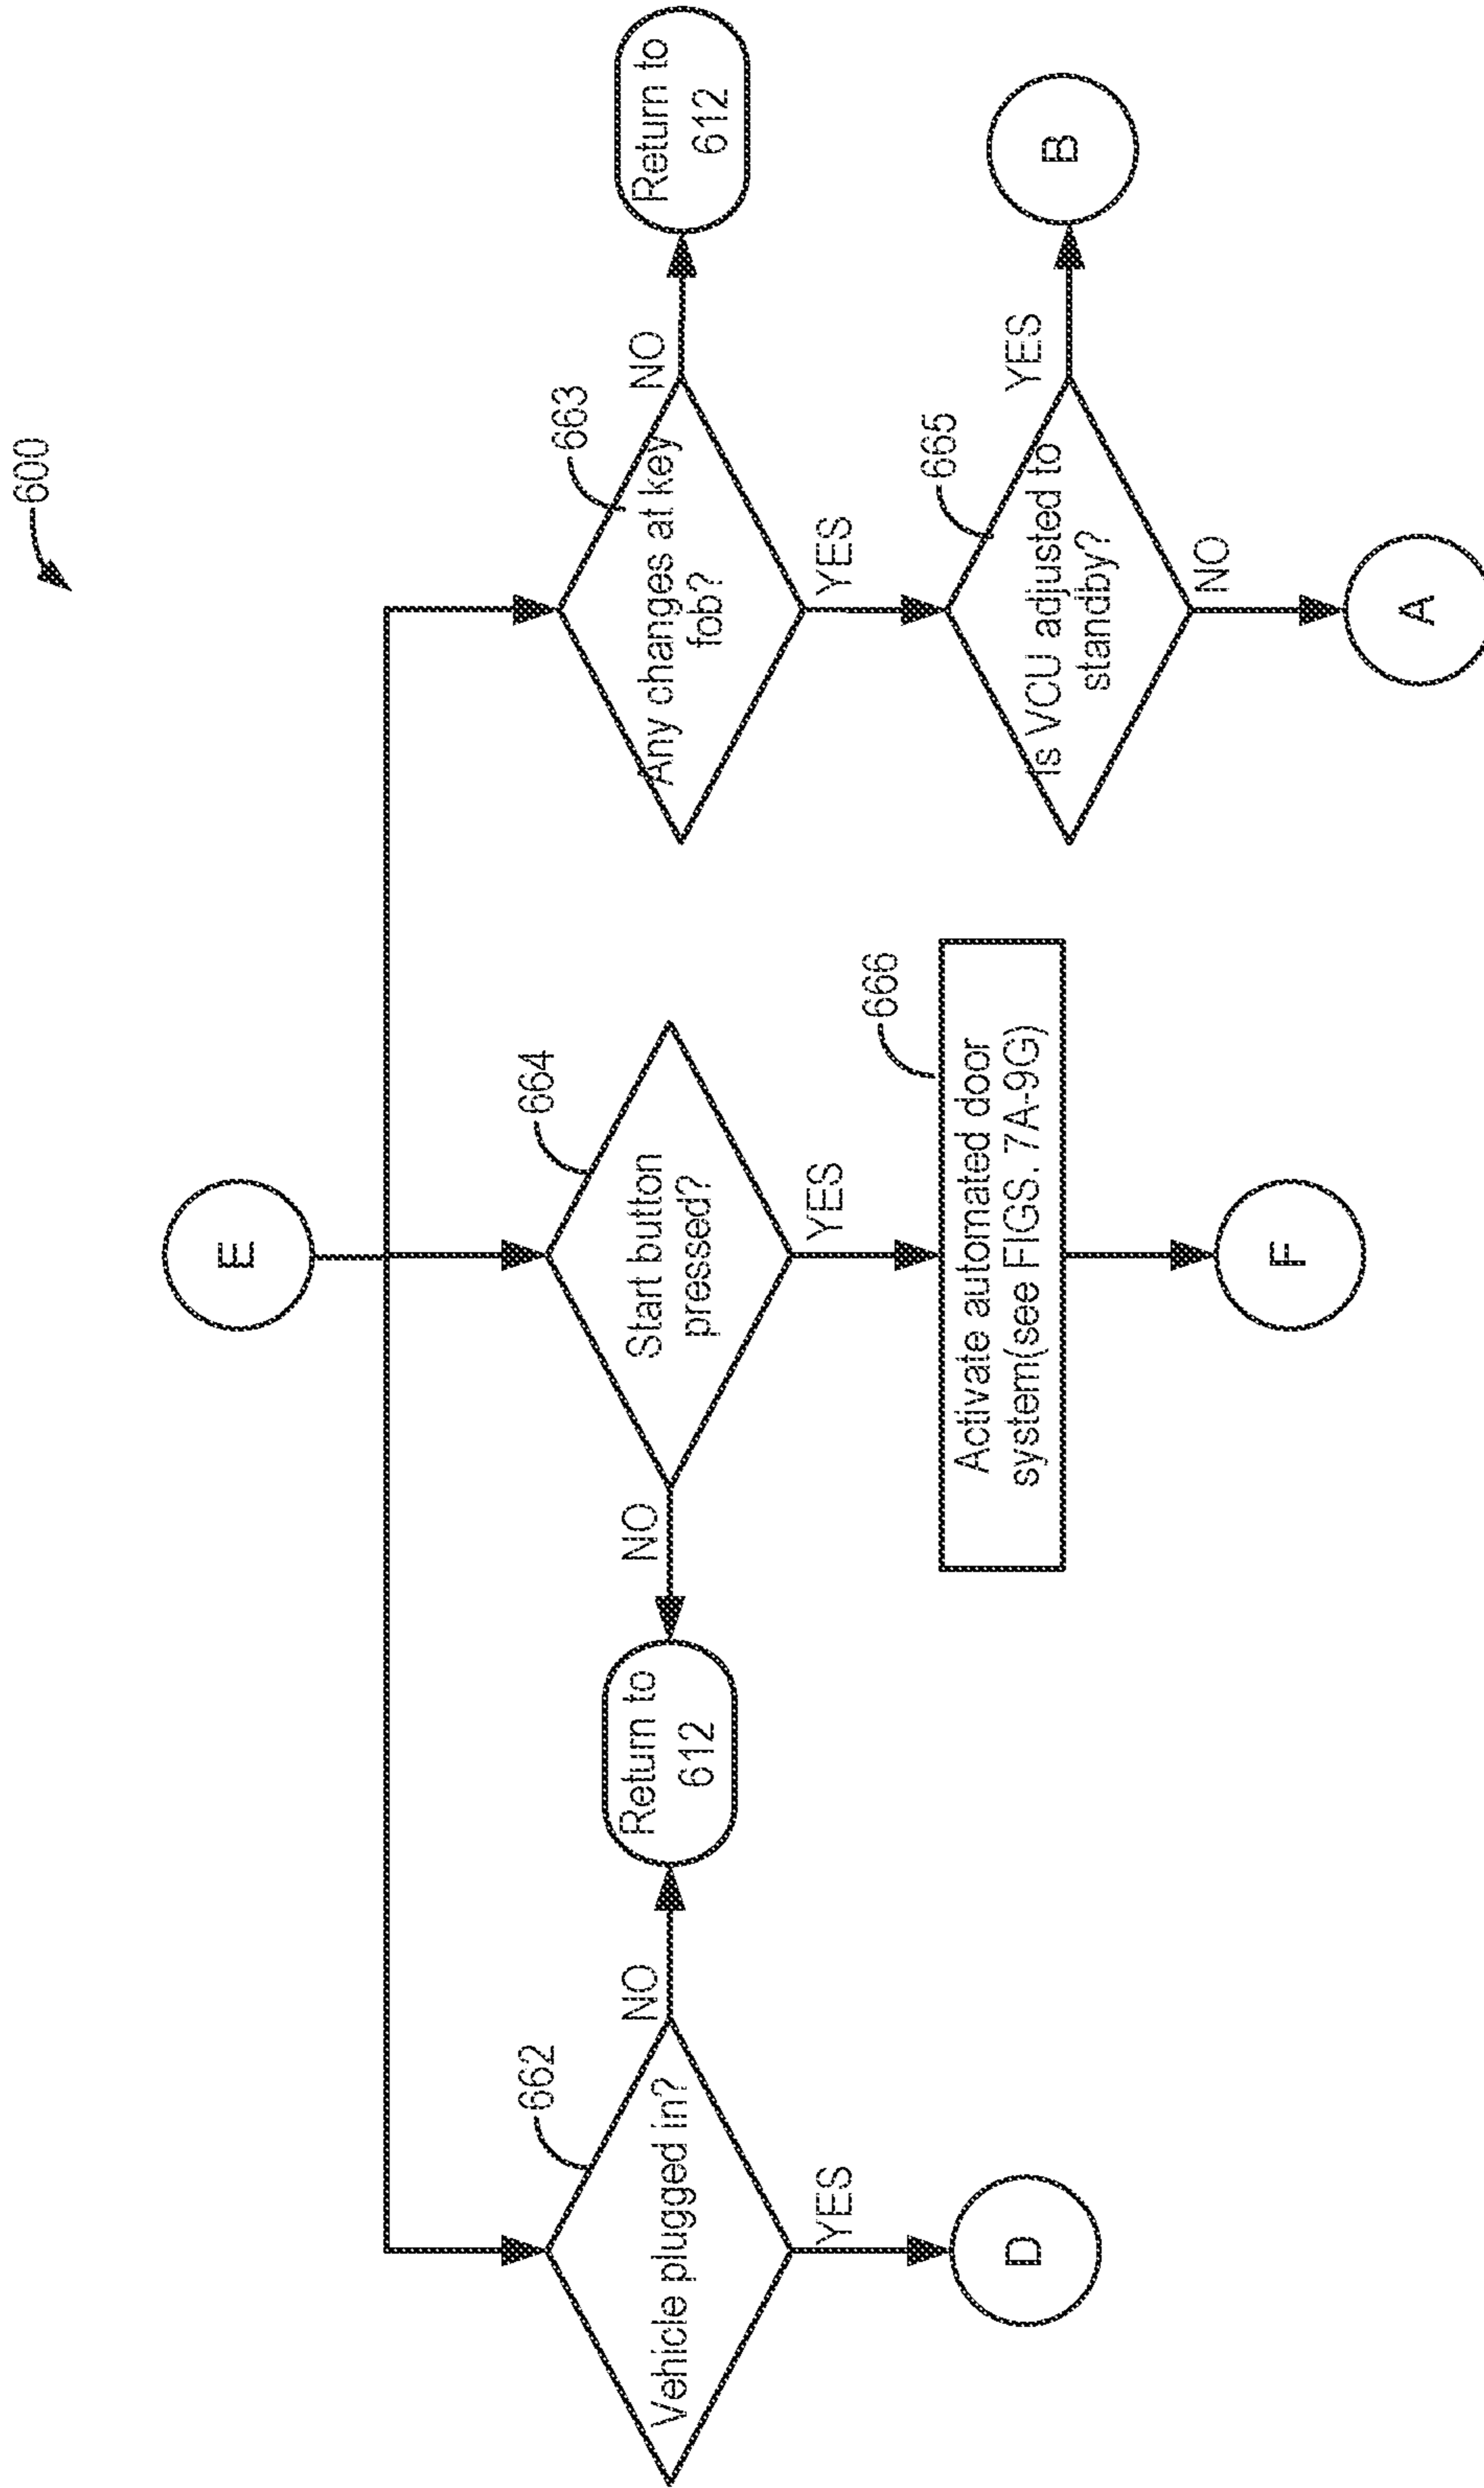 600
E
662
Vehicle plugged in?
NO
YES
D
Return to
612
664
Start button
pressed?
NO
YES
666
Activate automated door
system(see FIGS. 7A-9G)
F
663
Any changes at key
fob?
NO
Return to
612
YES
665
Is VCU adjusted to
standby?
YES
B
NO
A